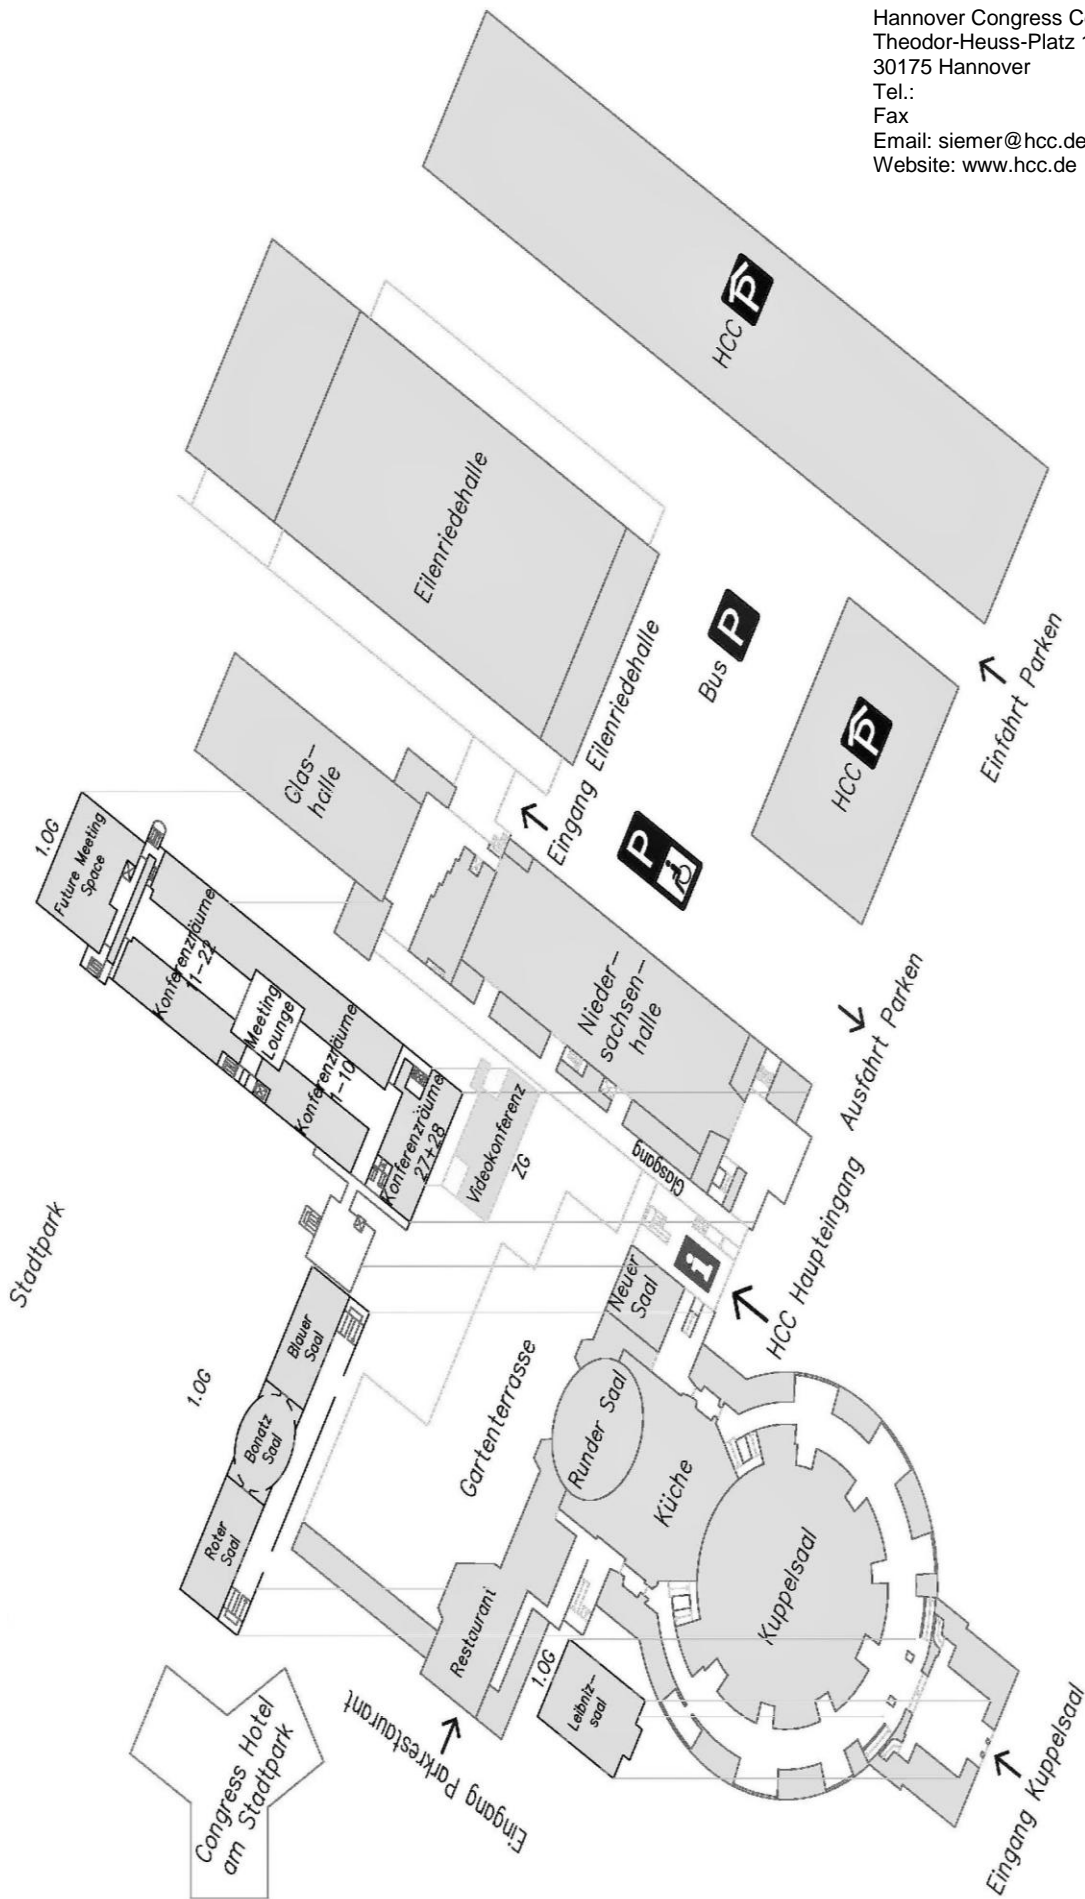 Hannover Congress C
Theodor-Heuss-Platz 1
30175 Hannover
Tel.:
Fax
Email: siemer@hcc.de
Website: www.hcc.de
HCC P
Eilenriedehalle
Bus P
HCC P
Einfahrt Parken
Eingang Eilenriedehalle
P
Glas-
halle
1.OG
Future Meeting
Space
Konferenzräume
11-22
Meeting
Lounge
Konferenzräume
1-10
Konferenzräume
27+28
Videokonferenz
ZG
Nieder-
sachsen-
halle
Glasgang
Ausfahrt Parken
i
HCC Haupteingang
Stadtpark
1.OG
Blauer
Saal
Bonatz
Saal
Roter
Saal
Gartenterrasse
Neuer
Saal
Runder Saal
Küche
Kuppelsaal
Restaurant
1.OG
Leibniz-
saal
Eingang Parkrestaurant
Congress Hotel
am Stadtpark
Eingang Kuppelsaal